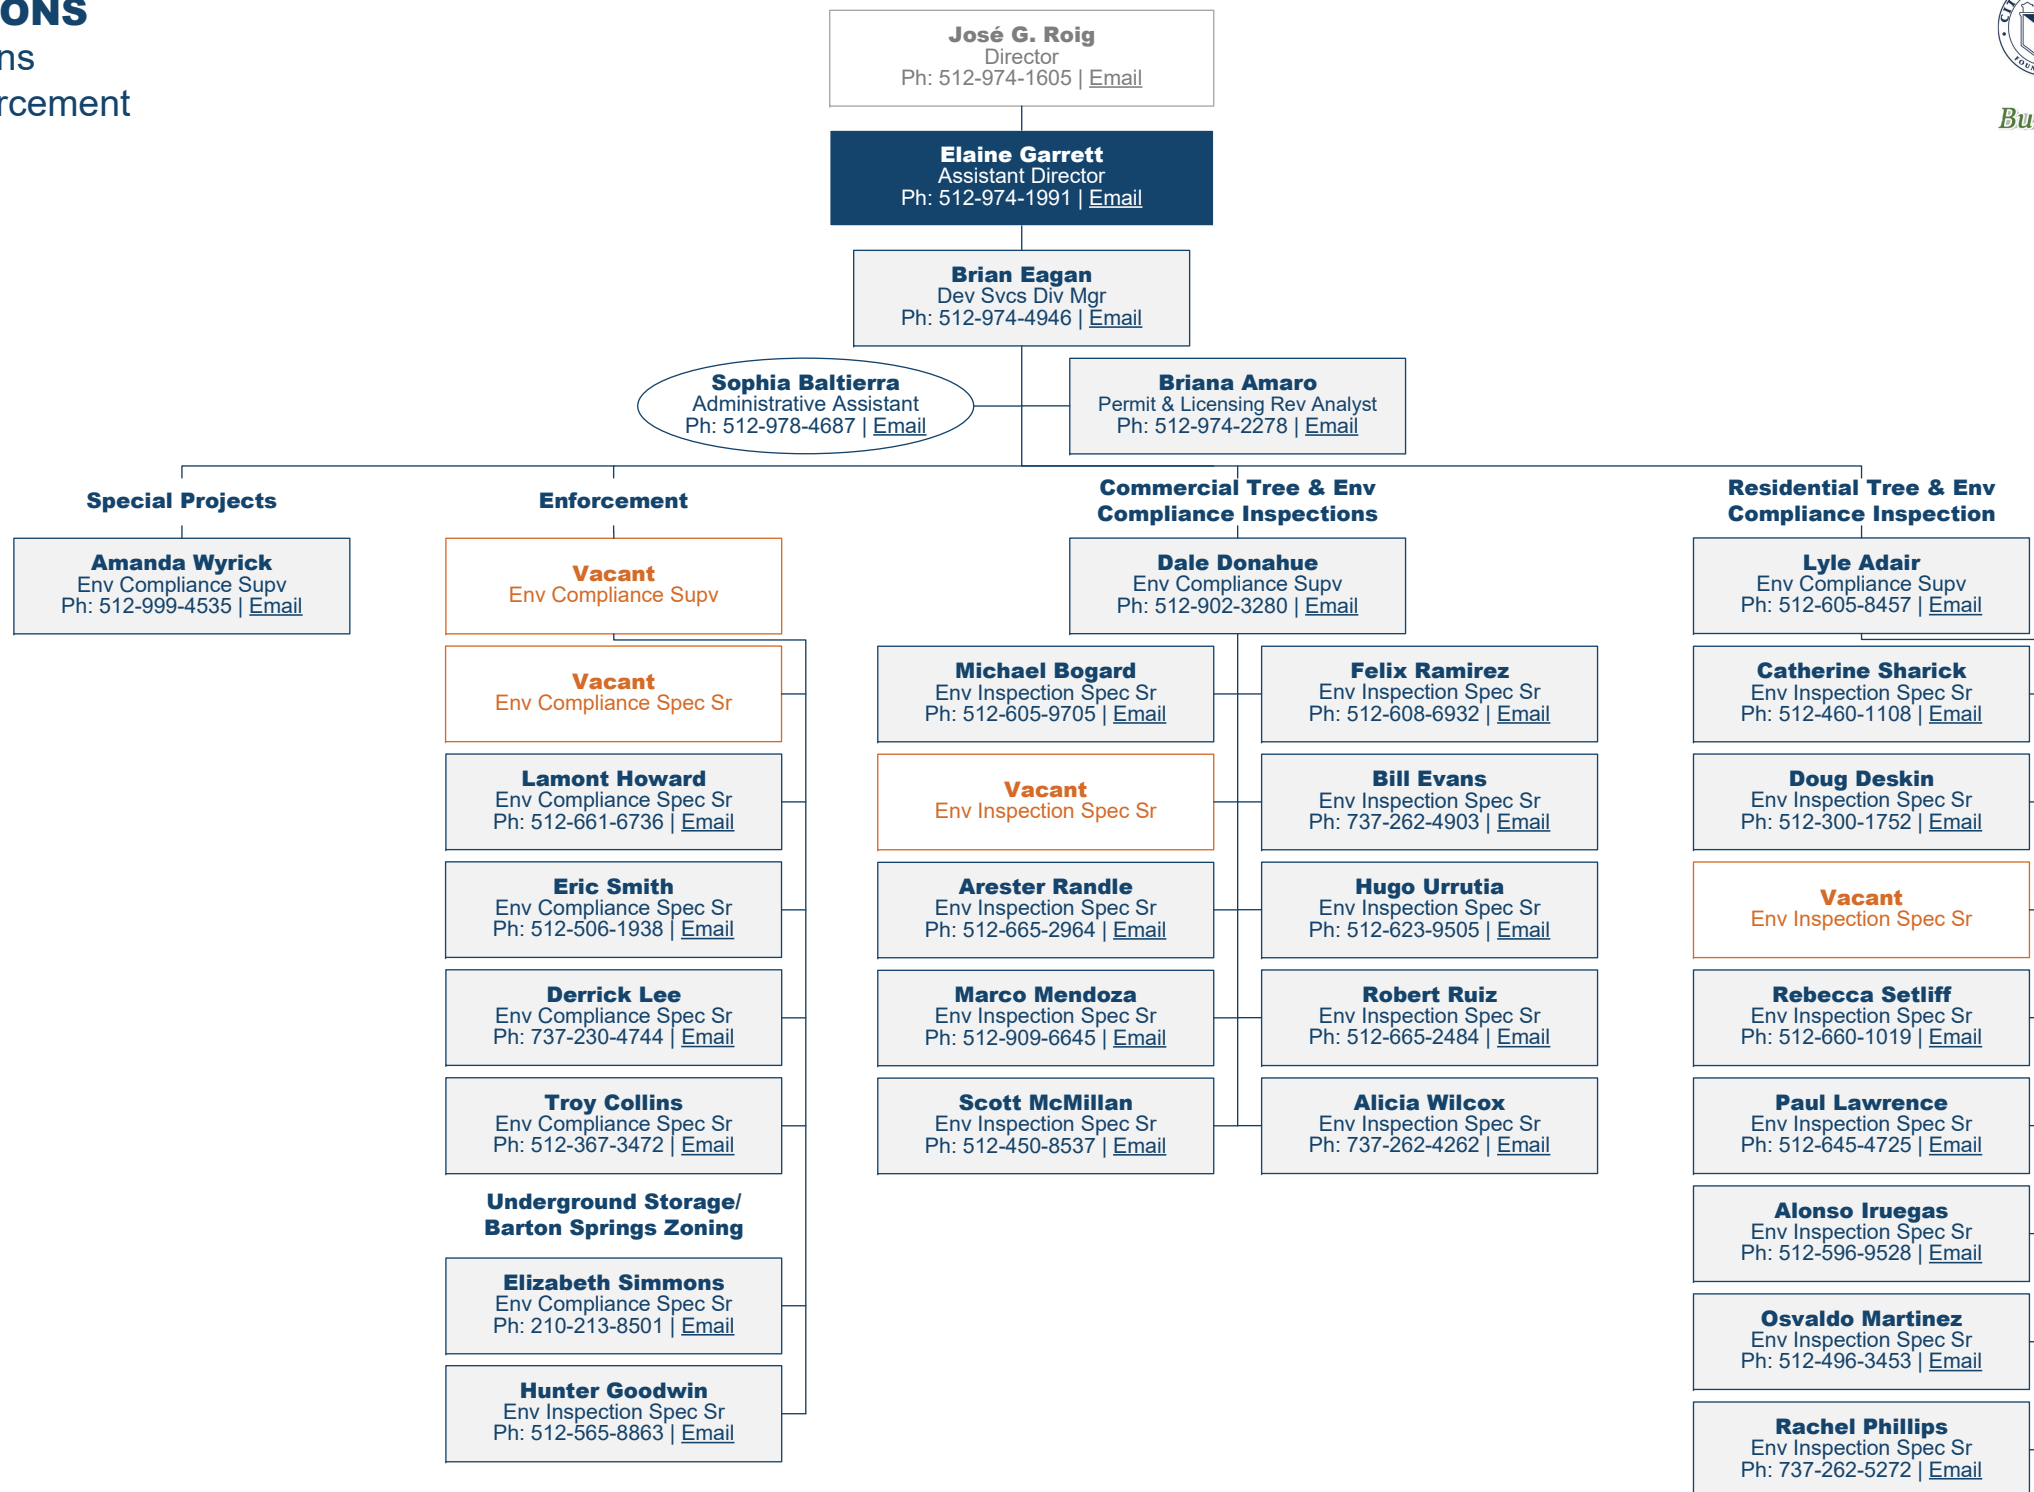 ONS
ns
rcement
José G. Roig
Director
Ph: 512-974-1605 | Email
Elaine Garrett
Assistant Director
Ph: 512-974-1991 | Email
Brian Eagan
Dev Svcs Div Mgr
Ph: 512-974-4946 | Email
Sophia Baltierra
Administrative Assistant
Ph: 512-978-4687 | Email
Briana Amaro
Permit & Licensing Rev Analyst
Ph: 512-974-2278 | Email
Special Projects
Amanda Wyrick
Env Compliance Supv
Ph: 512-999-4535 | Email
Enforcement
Vacant
Env Compliance Supv
Vacant
Env Compliance Spec Sr
Lamont Howard
Env Compliance Spec Sr
Ph: 512-661-6736 | Email
Eric Smith
Env Compliance Spec Sr
Ph: 512-506-1938 | Email
Derrick Lee
Env Compliance Spec Sr
Ph: 737-230-4744 | Email
Troy Collins
Env Compliance Spec Sr
Ph: 512-367-3472 | Email
Underground Storage/
Barton Springs Zoning
Elizabeth Simmons
Env Compliance Spec Sr
Ph: 210-213-8501 | Email
Hunter Goodwin
Env Inspection Spec Sr
Ph: 512-565-8863 | Email
Commercial Tree & Env
Compliance Inspections
Dale Donahue
Env Compliance Supv
Ph: 512-902-3280 | Email
Michael Bogard
Env Inspection Spec Sr
Ph: 512-605-9705 | Email
Vacant
Env Inspection Spec Sr
Arester Randle
Env Inspection Spec Sr
Ph: 512-665-2964 | Email
Marco Mendoza
Env Inspection Spec Sr
Ph: 512-909-6645 | Email
Scott McMillan
Env Inspection Spec Sr
Ph: 512-450-8537 | Email
Felix Ramirez
Env Inspection Spec Sr
Ph: 512-608-6932 | Email
Bill Evans
Env Inspection Spec Sr
Ph: 737-262-4903 | Email
Hugo Urrutia
Env Inspection Spec Sr
Ph: 512-623-9505 | Email
Robert Ruiz
Env Inspection Spec Sr
Ph: 512-665-2484 | Email
Alicia Wilcox
Env Inspection Spec Sr
Ph: 737-262-4262 | Email
Residential Tree & Env
Compliance Inspection
Lyle Adair
Env Compliance Supv
Ph: 512-605-8457 | Email
Catherine Sharick
Env Inspection Spec Sr
Ph: 512-460-1108 | Email
Doug Deskin
Env Inspection Spec Sr
Ph: 512-300-1752 | Email
Vacant
Env Inspection Spec Sr
Rebecca Setliff
Env Inspection Spec Sr
Ph: 512-660-1019 | Email
Paul Lawrence
Env Inspection Spec Sr
Ph: 512-645-4725 | Email
Alonso Iruegas
Env Inspection Spec Sr
Ph: 512-596-9528 | Email
Osvaldo Martinez
Env Inspection Spec Sr
Ph: 512-496-3453 | Email
Rachel Phillips
Env Inspection Spec Sr
Ph: 737-262-5272 | Email